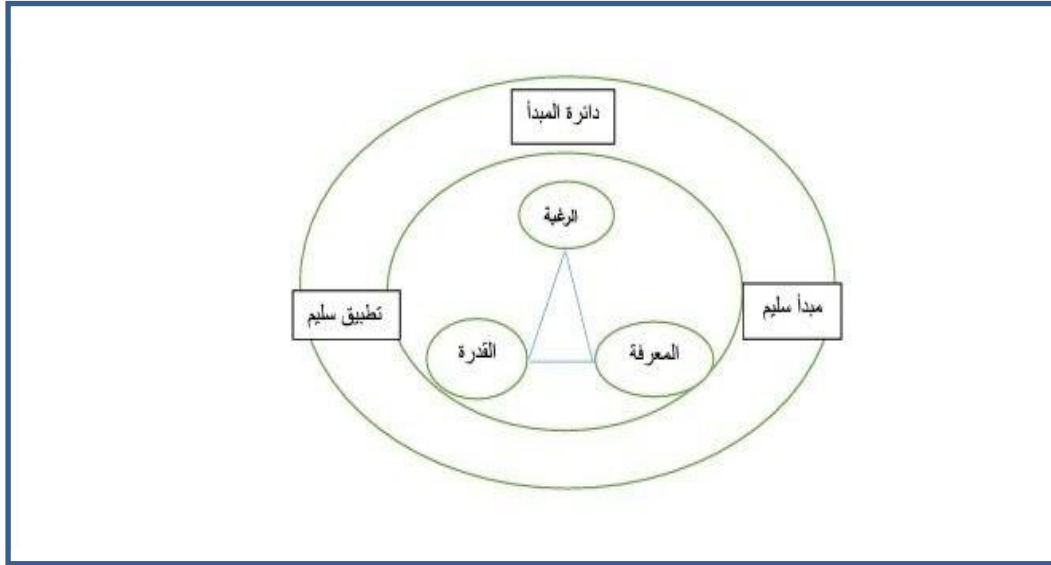 دائرة المبدأ
الرغبة
مبدأ سليم
تطبيق سليم
المعرفة
القدرة